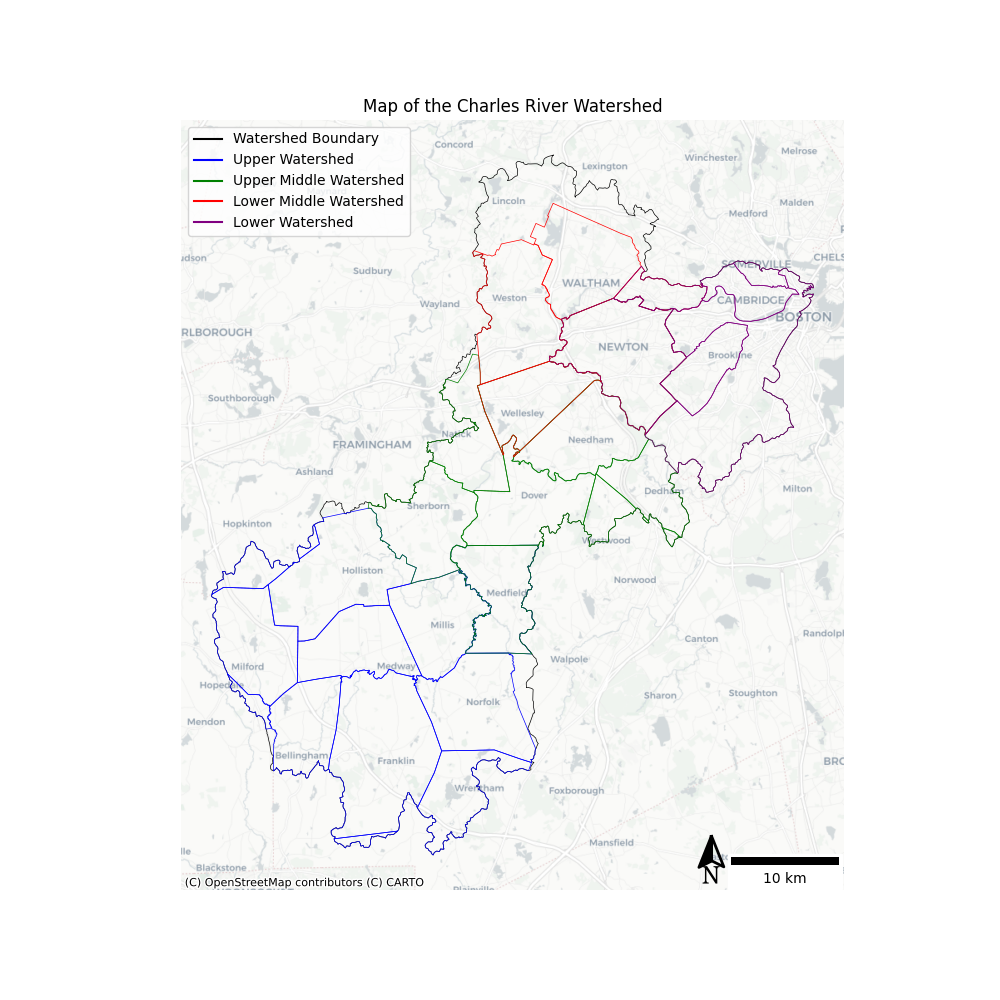 Map of the Charles River Watershed
Watershed Boundary
Upper Watershed
Upper Middle Watershed
Lower Middle Watershed
Lower Watershed
Concord
Lexington
Winchester
Melrose
Lincoln
Malden
Medford
udson
Sudbury
SOMERVILLE
CHELS
WALTHAM
Wayland
Weston
CAMBRIDGE
BOSTON
RLBOROUGH
NEWTON
Brookline
Southborough
Wellesley
Natick
Needham
FRAMINGHAM
Ashland
Dover
Dedham
Milton
Sherborn
Hopkinton
Westwood
Holliston
Norwood
Medfield
Millis
Canton
Randolp
Milford
Medway
Walpole
Hopedale
Sharon
Stoughton
Norfolk
Mendon
Bellingham
Franklin
BRO
Wrentham
Foxborough
Mansfield
lle
Blackstone
N
10 km
(C) OpenStreetMap contributors (C) CARTO
Plainville